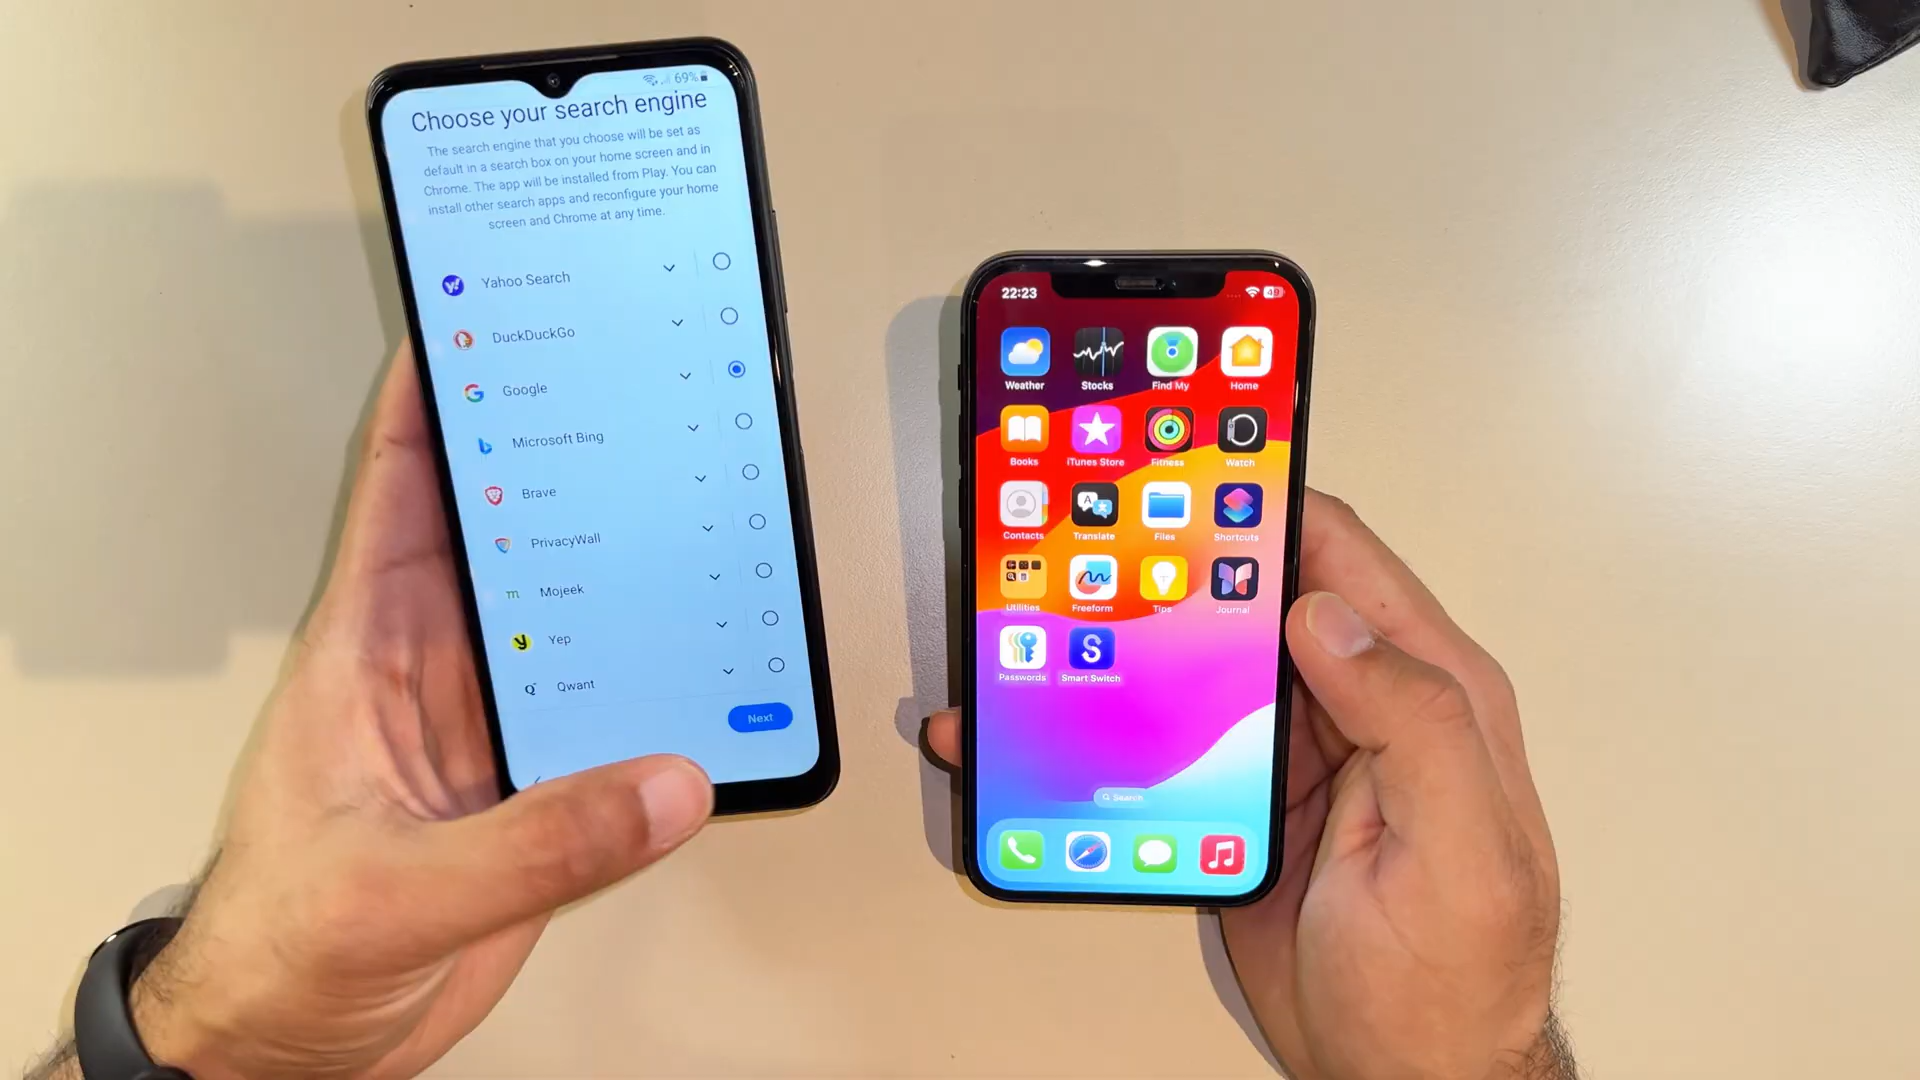 69%
Choose your search engine
The search engine that you choose will be set as
default in a search box on your home screen and in
Chrome. The app will be installed from Play. You can
install other search apps and reconfigure your home
screen and Chrome at any time.
Yahoo Search
DuckDuckGo
Google
Microsoft Bing
Brave
PrivacyWall
Mojeek
Yep
Qwant
Next
22:23
49
Weather Stocks Find My Home
Books iTunes Store Fitness Watch
Contacts Translate Files Shortcuts
Utilities Freeform Tips Journal
Passwords Smart Switch
Search